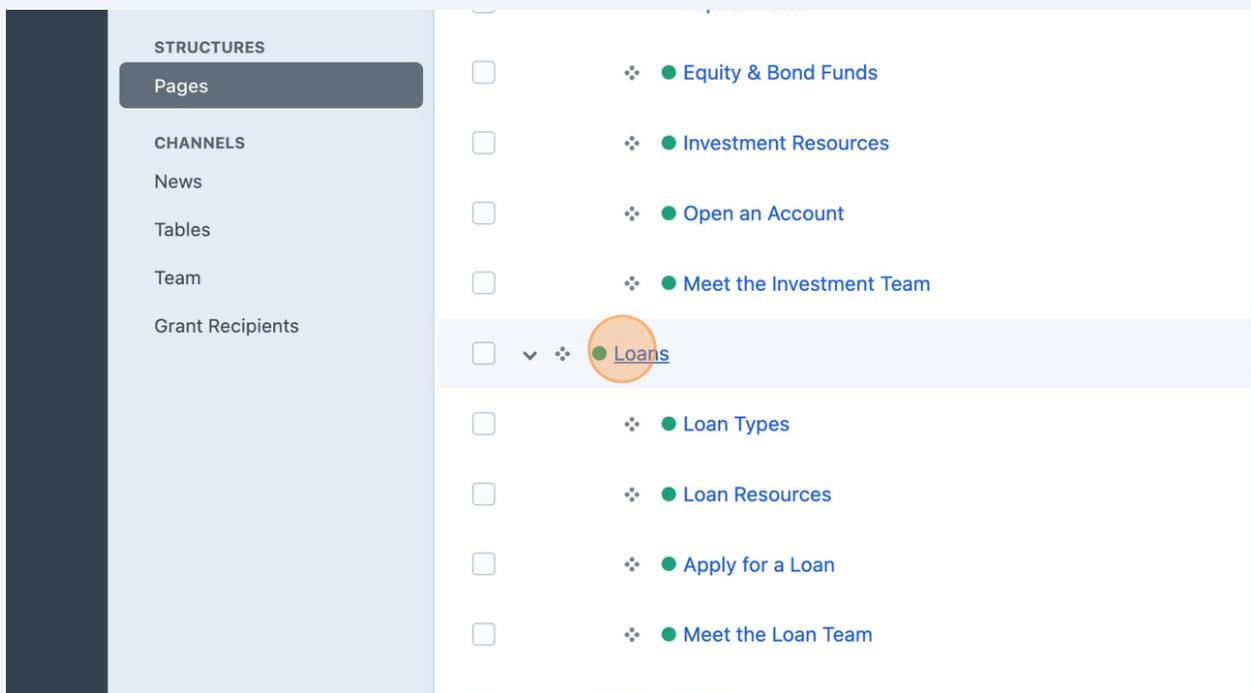 STRUCTURES
Pages
CHANNELS
News
Tables
Team
Grant Recipients
Equity & Bond Funds
Investment Resources
Open an Account
Meet the Investment Team
Loans
Loan Types
Loan Resources
Apply for a Loan
Meet the Loan Team